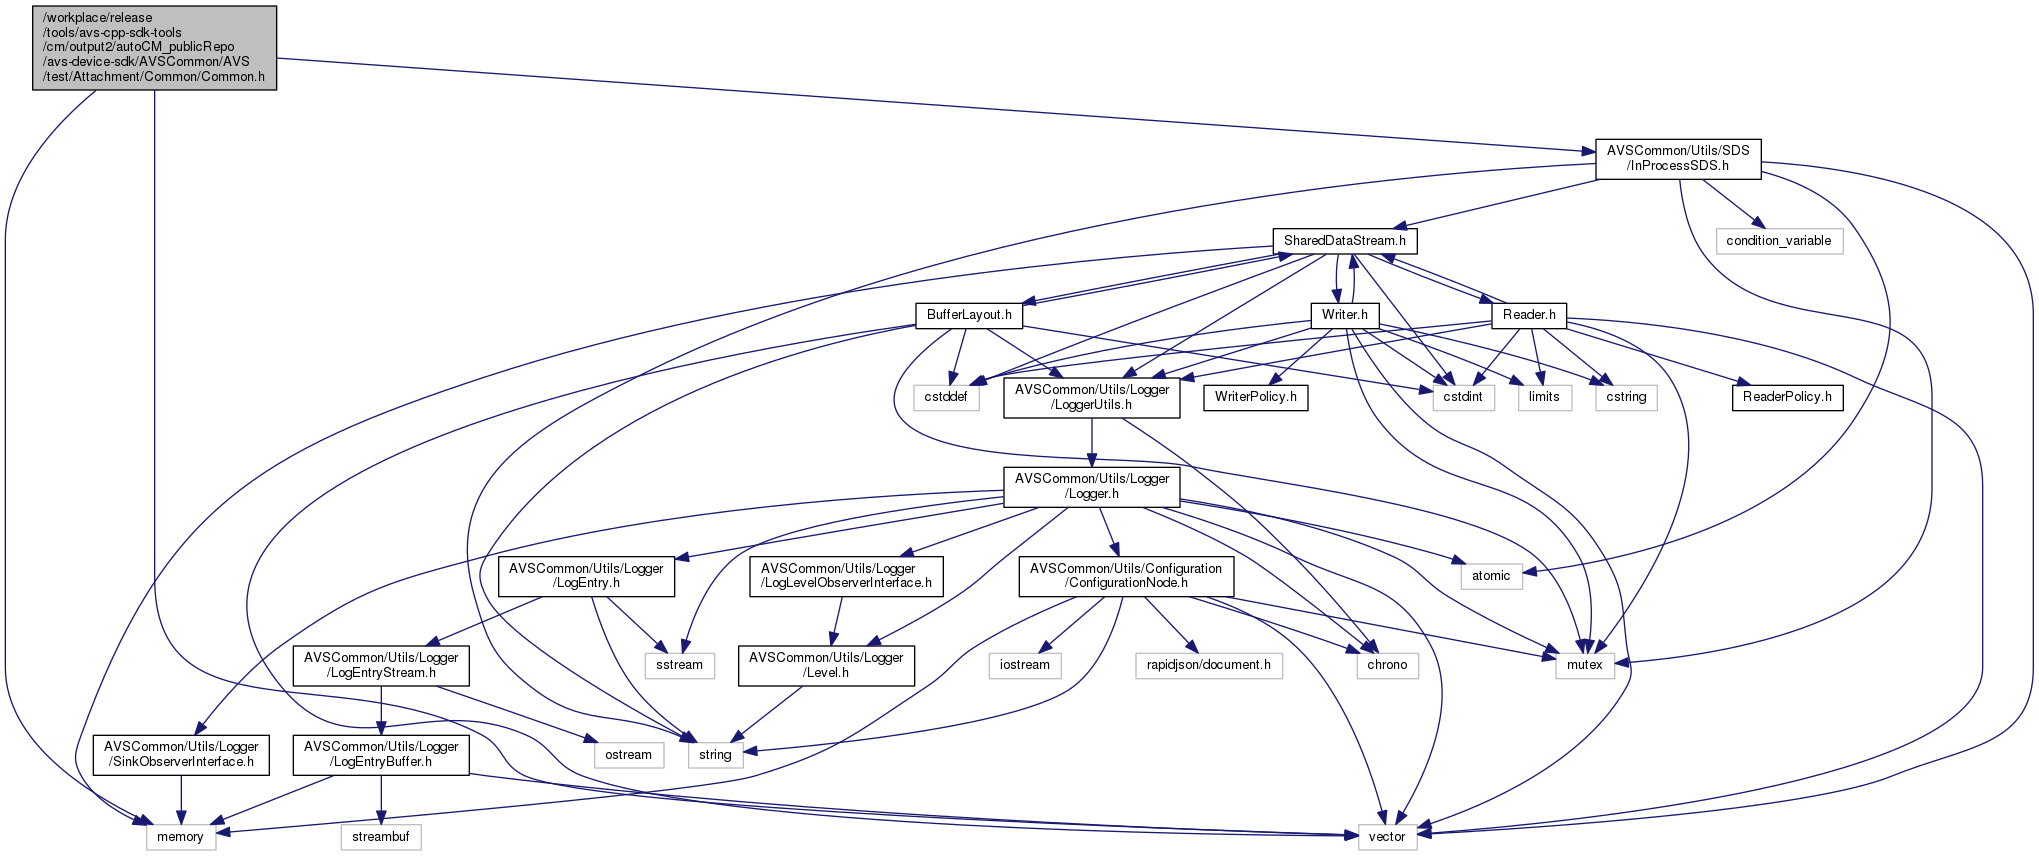 /workplace/release
/tools/avs-cpp-sdk-tools
/cm/output2/autoCM_publicRepo
/avs-device-sdk/AVSCommon/AVS
/test/Attachment/Common/Common.h
AVSCommon/Utils/SDS
/InProcessSDS.h
SharedDataStream.h
condition_variable
BufferLayout.h
Writer.h
Reader.h
cstddef
AVSCommon/Utils/Logger
/LoggerUtils.h
WriterPolicy.h
cstdint
limits
cstring
ReaderPolicy.h
AVSCommon/Utils/Logger
/Logger.h
AVSCommon/Utils/Logger
/LogEntry.h
AVSCommon/Utils/Logger
/LogLevelObserverInterface.h
AVSCommon/Utils/Configuration
/ConfigurationNode.h
atomic
AVSCommon/Utils/Logger
/LogEntryStream.h
sstream
AVSCommon/Utils/Logger
/Level.h
iostream
rapidjson/document.h
chrono
mutex
AVSCommon/Utils/Logger
/SinkObserverInterface.h
AVSCommon/Utils/Logger
/LogEntryBuffer.h
ostream
string
memory
streambuf
vector